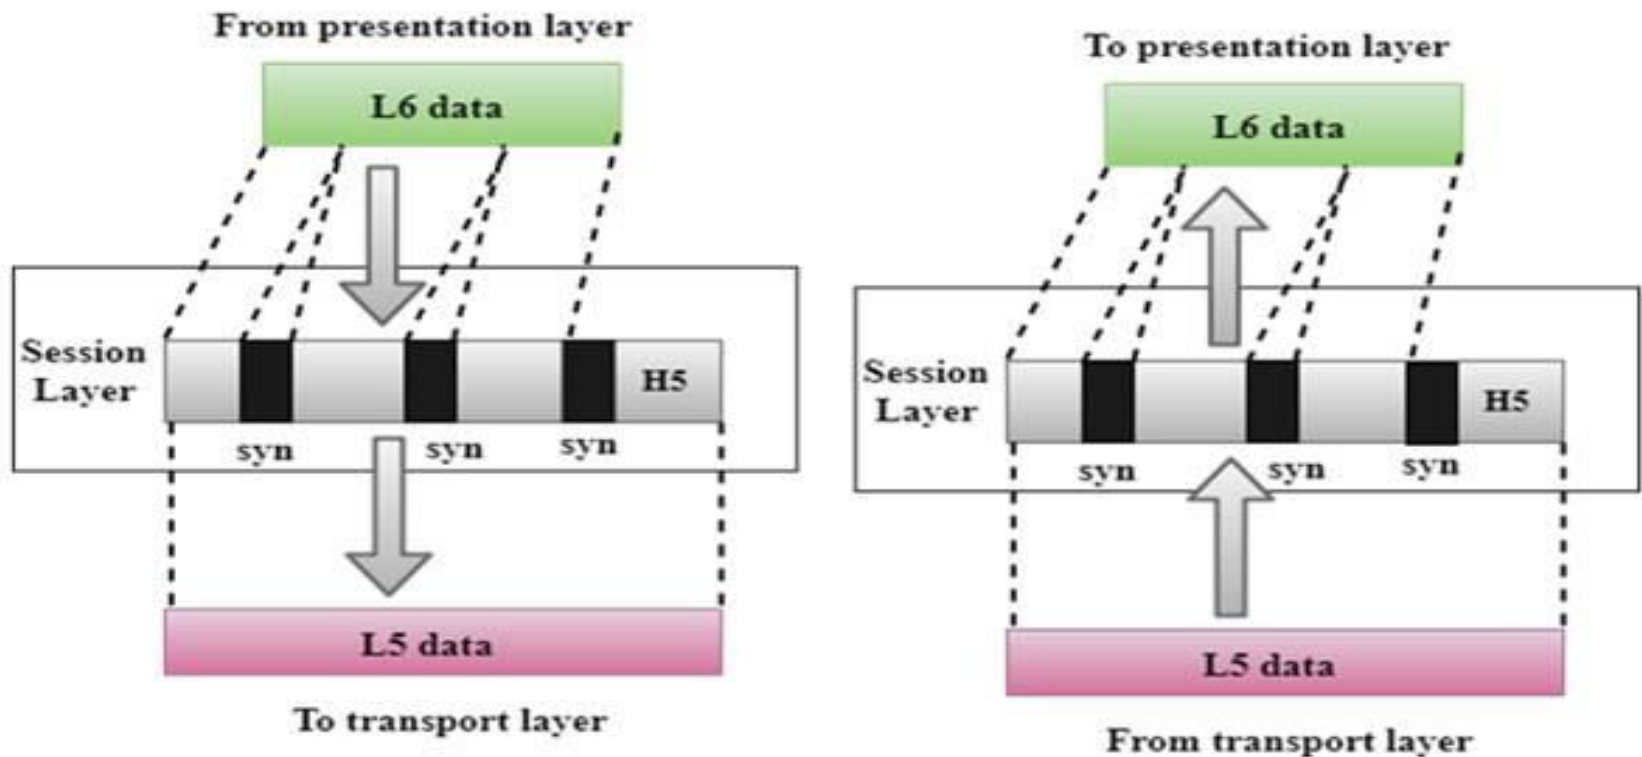 From presentation layer
L6 data
Session
Layer
H5
syn
syn
syn
L5 data
To transport layer
To presentation layer
L6 data
Session
Layer
H5
syn
syn
syn
L5 data
From transport layer